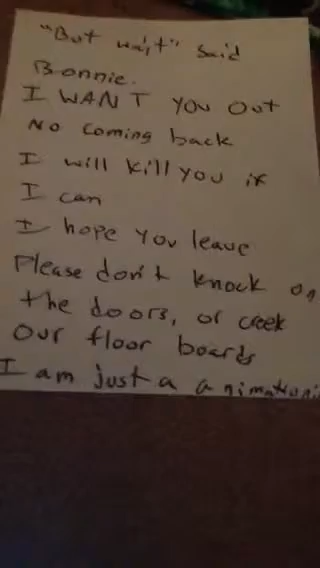 "But wait" said
Bonnie.
I WANT you out
No coming back
I will kill you if
I can
I hope you leave
Please don't knock on
the doors, or creek
our floor boards
I am just a animatroni